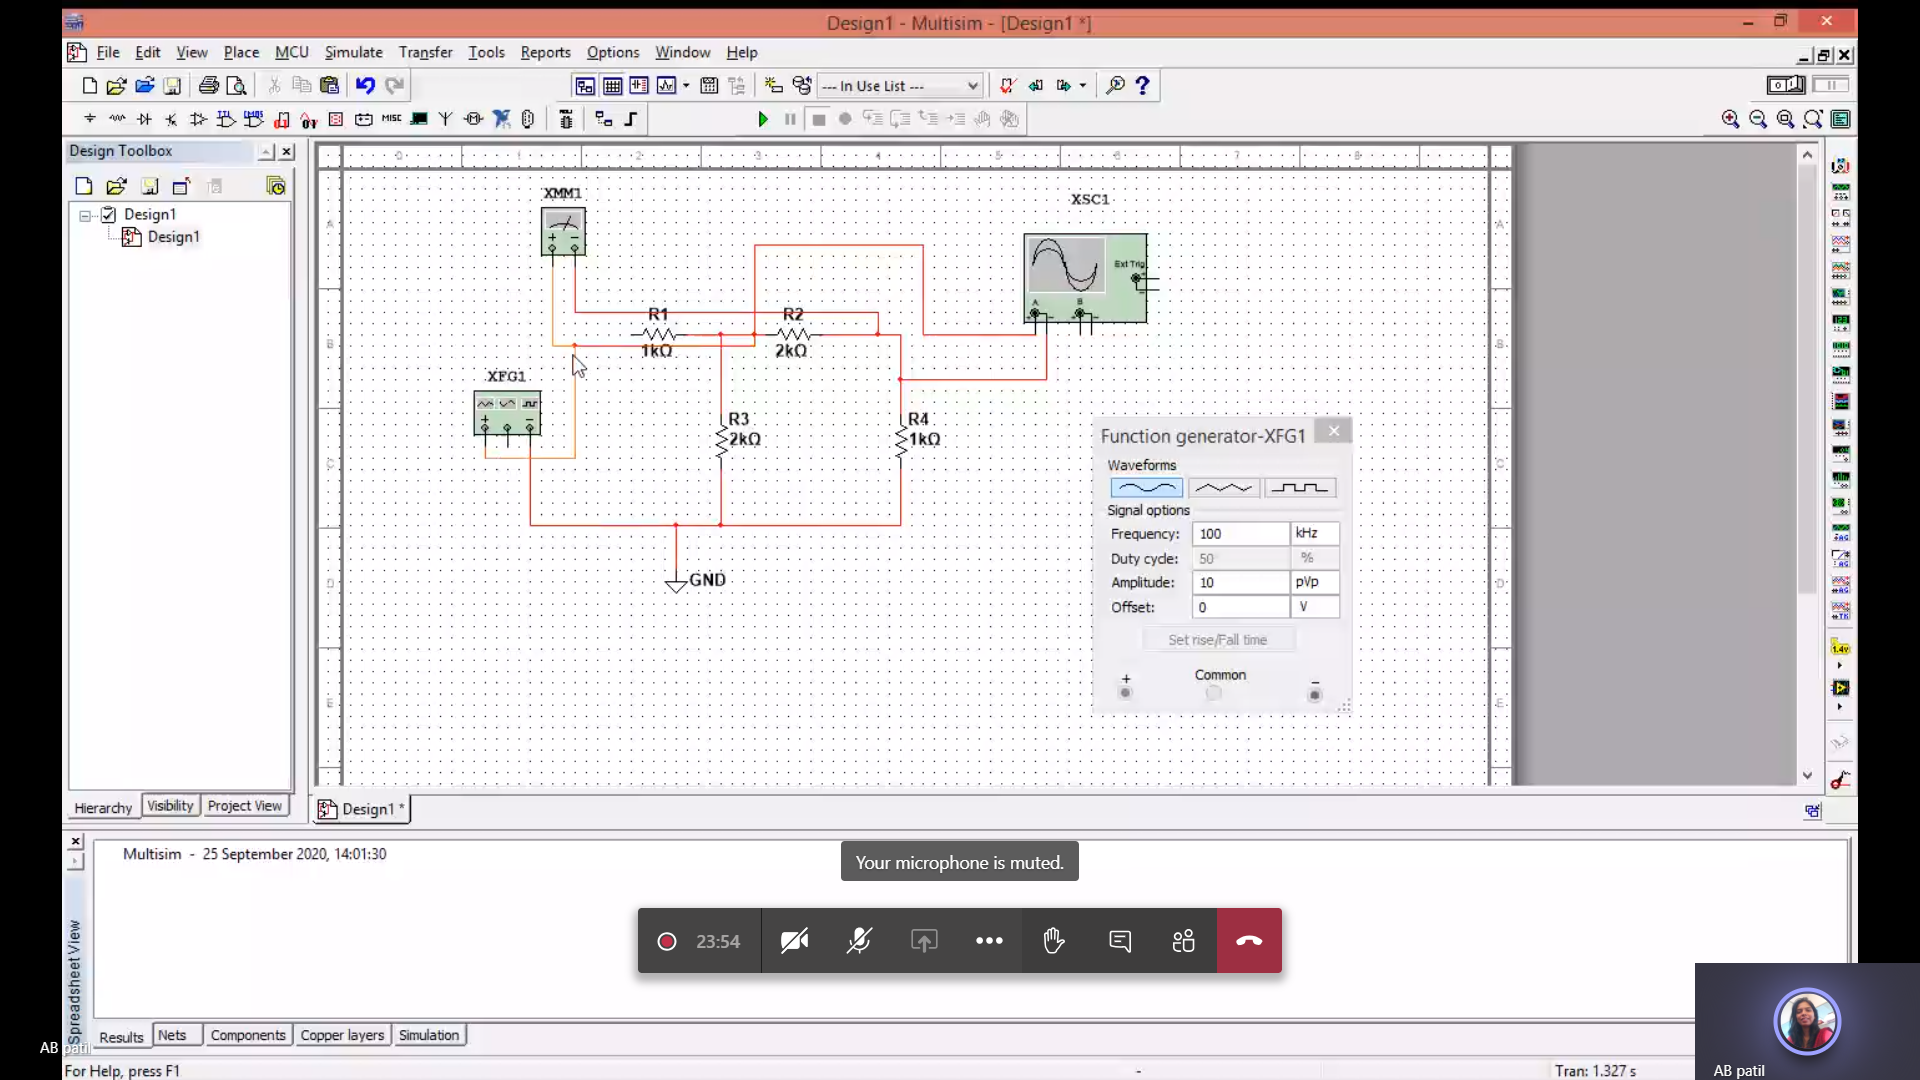 Design1 - Multisim - [Design1 *]
File Edit View Place MCU Simulate Transfer Tools Reports Options Window Help
--- In Use List ---
MISC
Design Toolbox
Design1
Design1
Hierarchy Visibility Project View
XMM1
XSC1
Ext Trig
A B
R1
1kΩ
R2
2kΩ
XFG1
R3
2kΩ
R4
1kΩ
GND
Function generator-XFG1
Waveforms
Signal options
Frequency: 100 kHz
Duty cycle: 50 %
Amplitude: 10 pVp
Offset: 0 V
Set rise/Fall time
+ Common −
Design1 *
Multisim - 25 September 2020, 14:01:30
Your microphone is muted.
23:54
Spreadsheet View
Results Nets Components Copper layers Simulation
AB patil
For Help, press F1
-
Tran: 1.327 s
AB patil